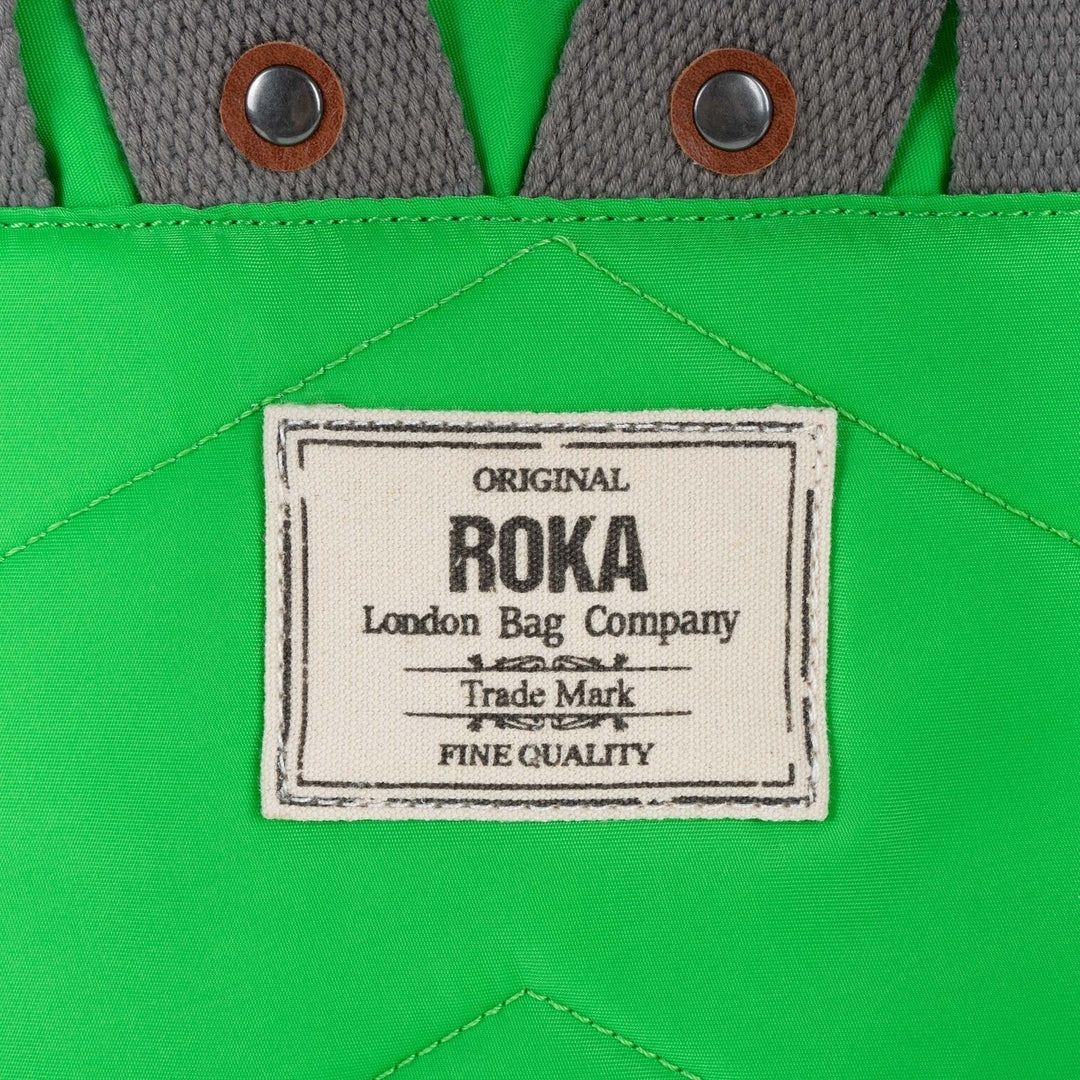 ORIGINAL
ROKA
London Bag Company
Trade Mark
FINE QUALITY